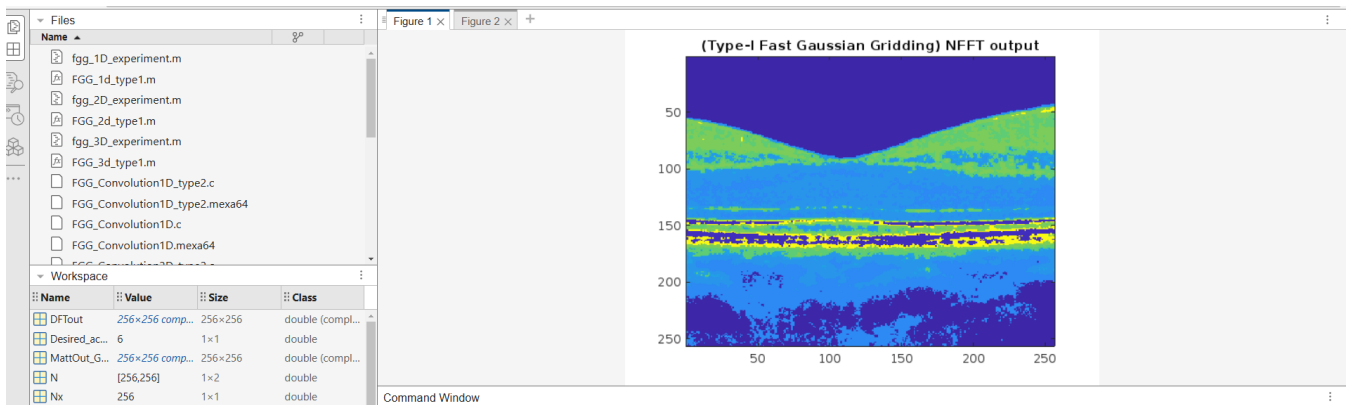 Files
Name
fgg_1D_experiment.m
FGG_1d_type1.m
fgg_2D_experiment.m
FGG_2d_type1.m
fgg_3D_experiment.m
FGG_3d_type1.m
FGG_Convolution1D_type2.c
FGG_Convolution1D_type2.mexa64
FGG_Convolution1D.c
FGG_Convolution1D.mexa64
Workspace
Name Value Size Class
DFTout 256×256 comp... 256×256 double (compl...
Desired_ac... 6 1×1 double
MattOut_G... 256×256 comp... 256×256 double (compl...
N [256,256] 1×2 double
Nx 256 1×1 double
Figure 1 × Figure 2 × +
(Type-I Fast Gaussian Gridding) NFFT output
50
100
150
200
250
50 100 150 200 250
Command Window